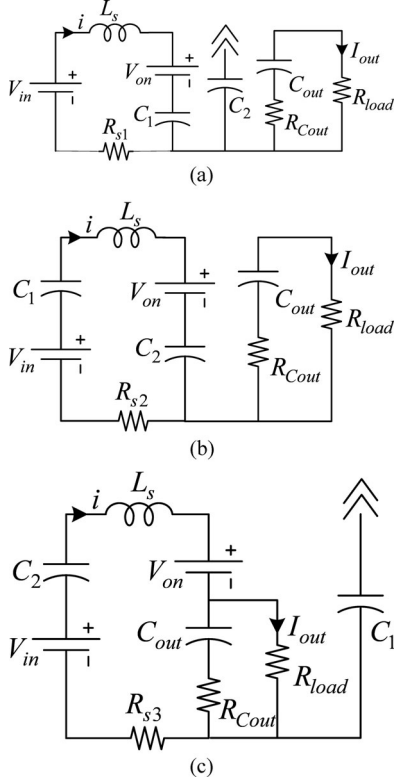 L_s
i
+
V_on
-
I_out
V_in
+
-
C_1
C_2
C_out
R_load
R_s1
R_Cout
(a)
L_s
i
C_1
+
V_on
-
I_out
C_out
R_load
V_in
+
-
C_2
R_Cout
R_s2
(b)
L_s
i
C_2
+
V_on
-
V_in
+
-
C_out
I_out
R_load
C_1
R_s3
R_Cout
(c)